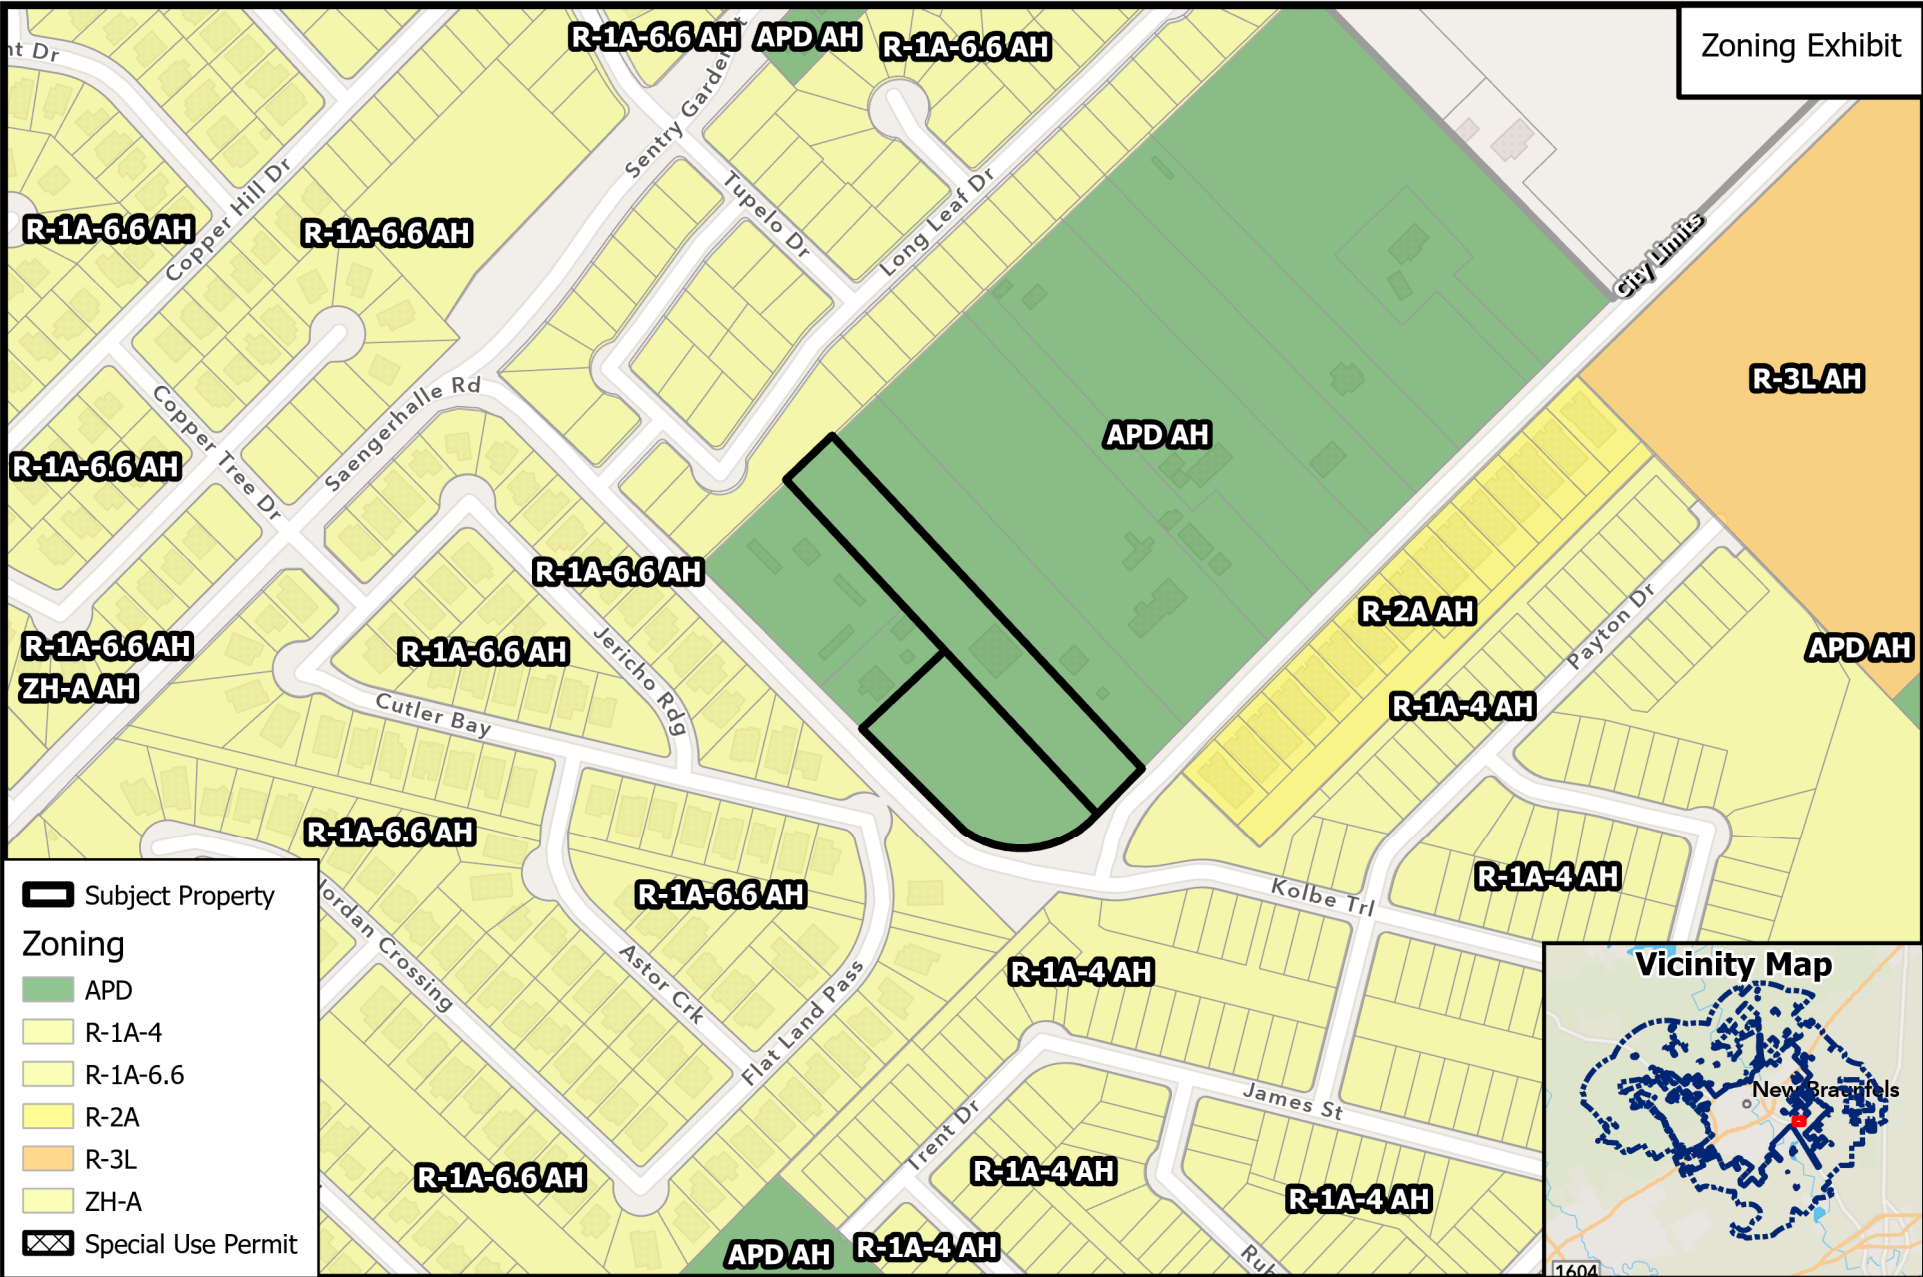 Zoning Exhibit
R-1A-6.6 AH
APD AH
R-1A-6.6 AH
nt Dr
Sentry Garden
Copper Hill Dr
R-1A-6.6 AH
R-1A-6.6 AH
Tupelo Dr
Long Leaf Dr
City Limits
R-3L AH
Copper Tree Dr
Saengerhalle Rd
APD AH
R-1A-6.6 AH
R-1A-6.6 AH
R-2A AH
Payton Dr
R-1A-6.6 AH
R-1A-6.6 AH
Jericho Rdg
APD AH
ZH-A AH
Cutler Bay
R-1A-4 AH
R-1A-6.6 AH
R-1A-6.6 AH
Kolbe Trl
R-1A-4 AH
Jordan Crossing
Astor Crk
Flat Land Pass
R-1A-4 AH
James St
Trent Dr
R-1A-6.6 AH
R-1A-4 AH
R-1A-4 AH
APD AH
R-1A-4 AH
Subject Property
Zoning
APD
R-1A-4
R-1A-6.6
R-2A
R-3L
ZH-A
Special Use Permit
Vicinity Map
New Braunfels
1604